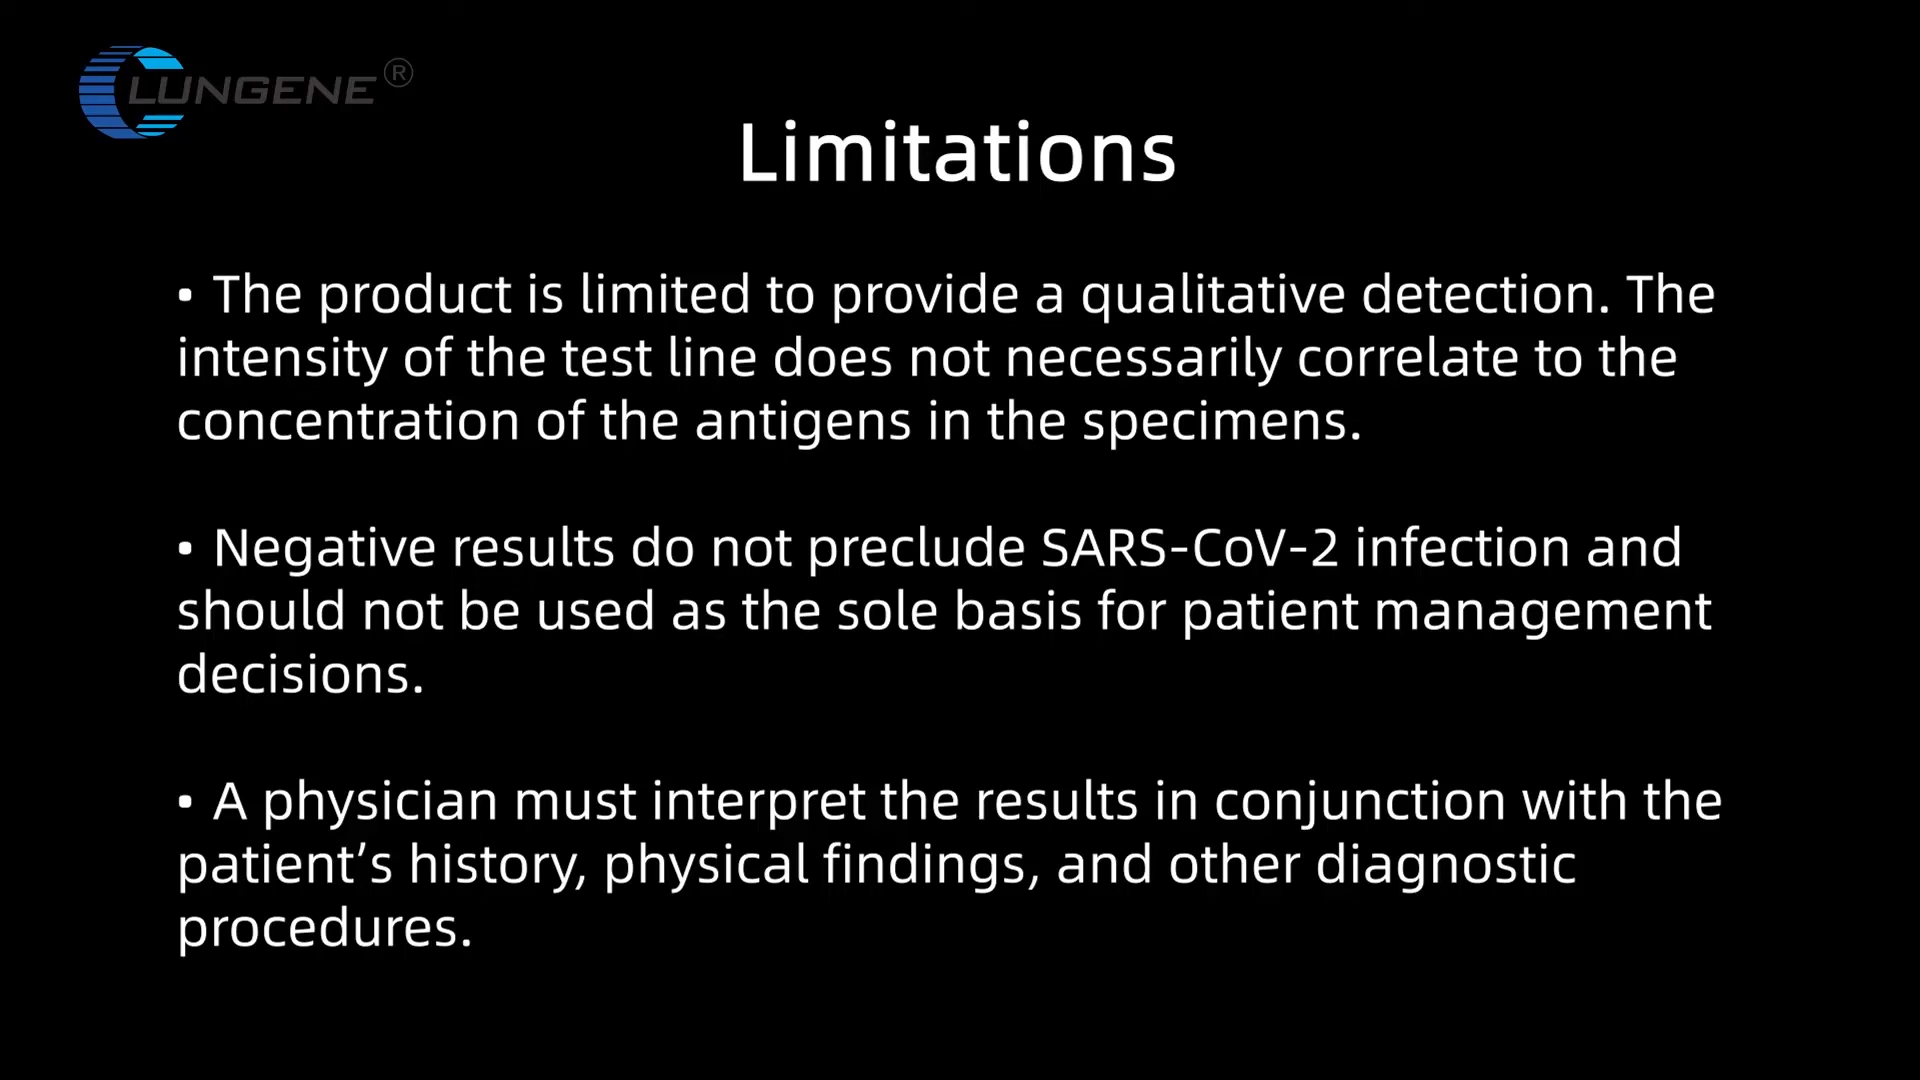 CLUNGENE®
Limitations
• The product is limited to provide a qualitative detection. The
intensity of the test line does not necessarily correlate to the
concentration of the antigens in the specimens.
• Negative results do not preclude SARS-CoV-2 infection and
should not be used as the sole basis for patient management
decisions.
• A physician must interpret the results in conjunction with the
patient’s history, physical findings, and other diagnostic
procedures.